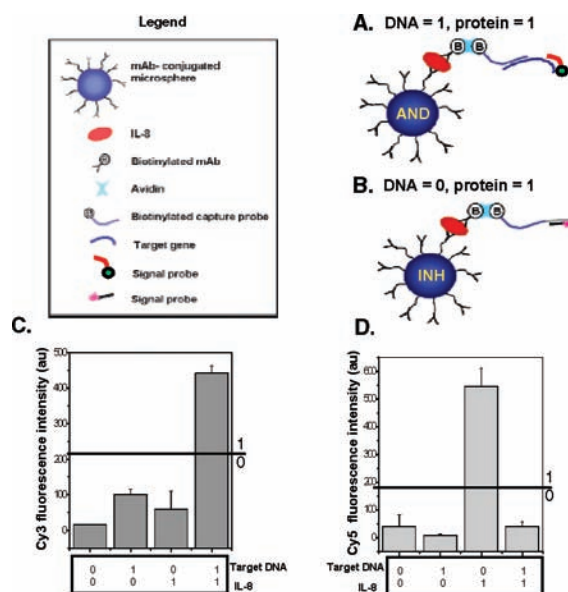 Legend
mAb- conjugated
microsphere
IL-8
Biotinylated mAb
Avidin
Biotinylated capture probe
Target gene
Signal probe
Signal probe
A. DNA = 1, protein = 1
B B
AND
B. DNA = 0, protein = 1
B B
INH
C.
Cy3 fluorescence intensity (au)
500
400
300
200
100
0
1
0
0 1 0 1 Target DNA
0 0 1 1 IL-8
D.
Cy5 fluorescence intensity (au)
600
500
400
300
200
100
0
1
0
0 1 0 1 Target DNA
0 0 1 1 IL-8